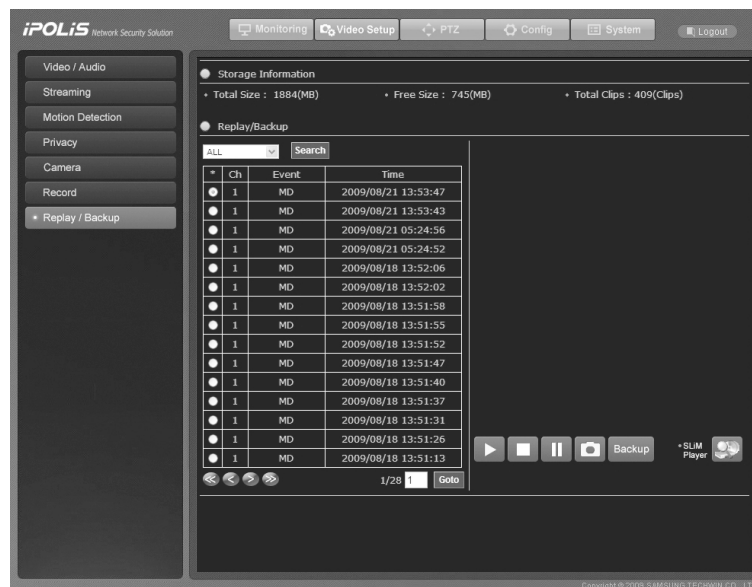 iPOLiS Network Security Solution
Monitoring Video Setup PTZ Config System Logout
Video / Audio
Streaming
Motion Detection
Privacy
Camera
Record
Replay / Backup
Storage Information
Total Size : 1884(MB) Free Size : 745(MB) Total Clips : 409(Clips)
Replay/Backup
ALL Search
* Ch Event Time
1 MD 2009/08/21 13:53:47
1 MD 2009/08/21 13:53:43
1 MD 2009/08/21 05:24:56
1 MD 2009/08/21 05:24:52
1 MD 2009/08/18 13:52:06
1 MD 2009/08/18 13:52:02
1 MD 2009/08/18 13:51:58
1 MD 2009/08/18 13:51:55
1 MD 2009/08/18 13:51:52
1 MD 2009/08/18 13:51:47
1 MD 2009/08/18 13:51:40
1 MD 2009/08/18 13:51:37
1 MD 2009/08/18 13:51:31
1 MD 2009/08/18 13:51:26
1 MD 2009/08/18 13:51:13
Backup
SLiM
Player
1/28 1 Goto
Copyright © 2009 SAMSUNG TECHWIN CO.